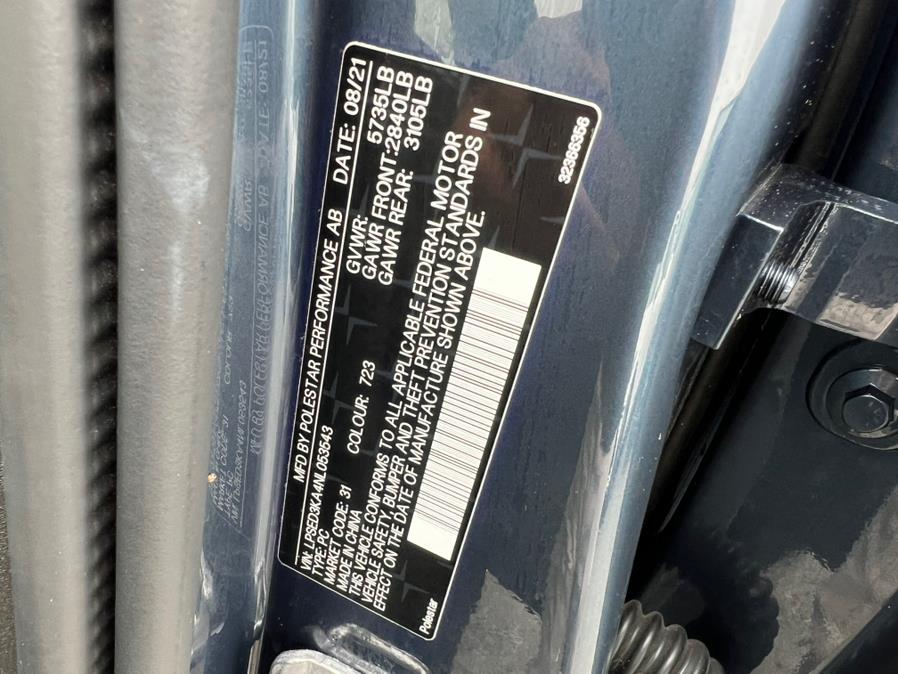 MFD BY POLESTAR PERFORMANCE AB DATE: 08/21
VIN: LPSED3KA4NL053543 GVWR: 5735LB
TYPE:PC GAWR FRONT:2840LB
MARKET CODE: 31 COLOUR: 723 GAWR REAR: 3105LB
MADE IN CHINA
THIS VEHICLE CONFORMS TO ALL APPLICABLE FEDERAL MOTOR
VEHICLE SAFETY, BUMPER AND THEFT PREVENTION STANDARDS IN
EFFECT ON THE DATE OF MANUFACTURE SHOWN ABOVE.
Polestar 32366356